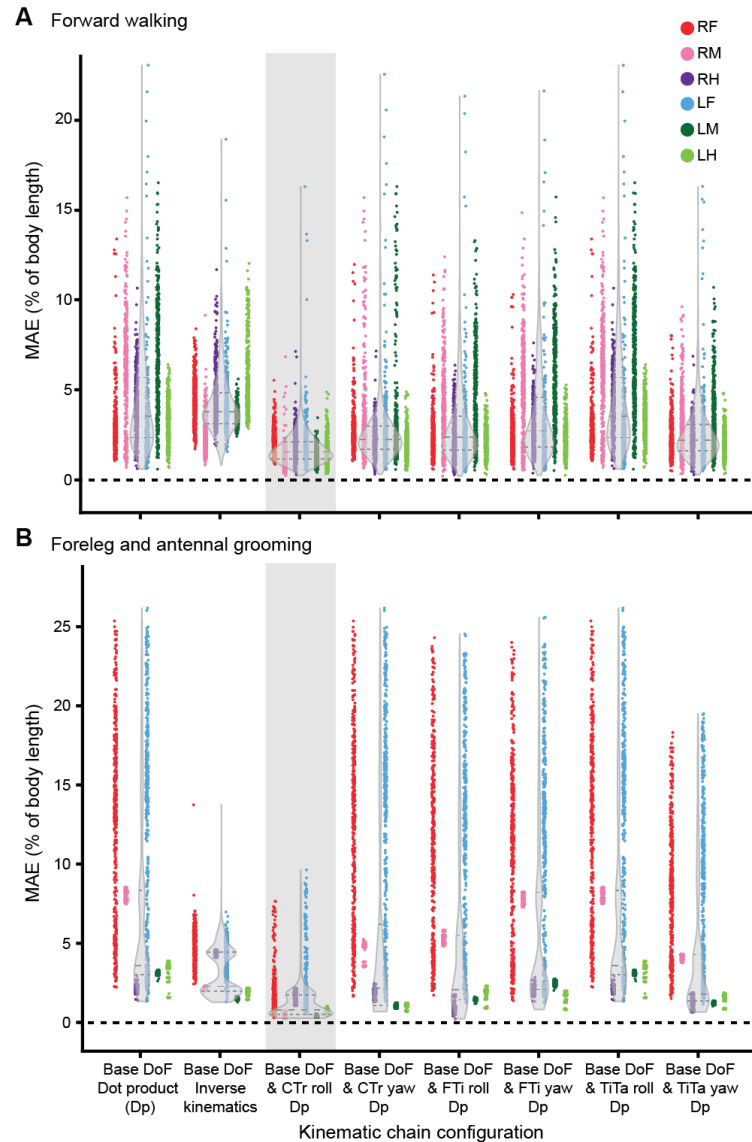 A Forward walking
RF
RM
RH
LF
LM
LH
MAE (% of body length)
20
15
10
5
0
B Foreleg and antennal grooming
MAE (% of body length)
25
20
15
10
5
0
Base DoF Base DoF Base DoF Base DoF Base DoF Base DoF Base DoF Base DoF
Dot product Inverse & CTr roll & CTr yaw & FTi roll & FTi yaw & TiTa roll & TiTa yaw
(Dp) kinematics Dp Dp Dp Dp Dp Dp
Kinematic chain configuration